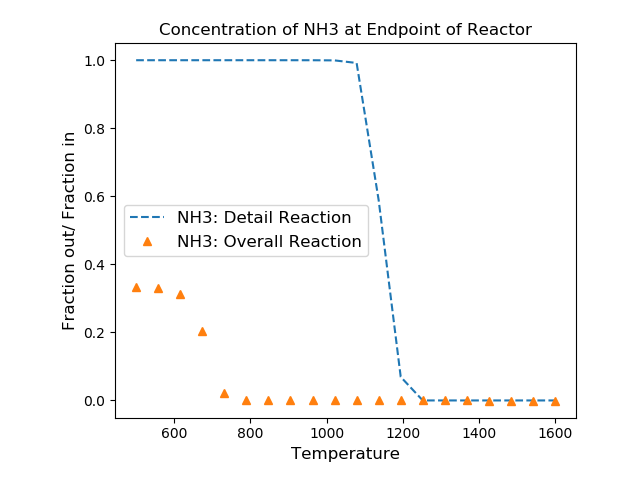 Concentration of NH3 at Endpoint of Reactor
Fraction out/ Fraction in
1.0
0.8
0.6
0.4
0.2
0.0
NH3: Detail Reaction
NH3: Overall Reaction
600 800 1000 1200 1400 1600
Temperature